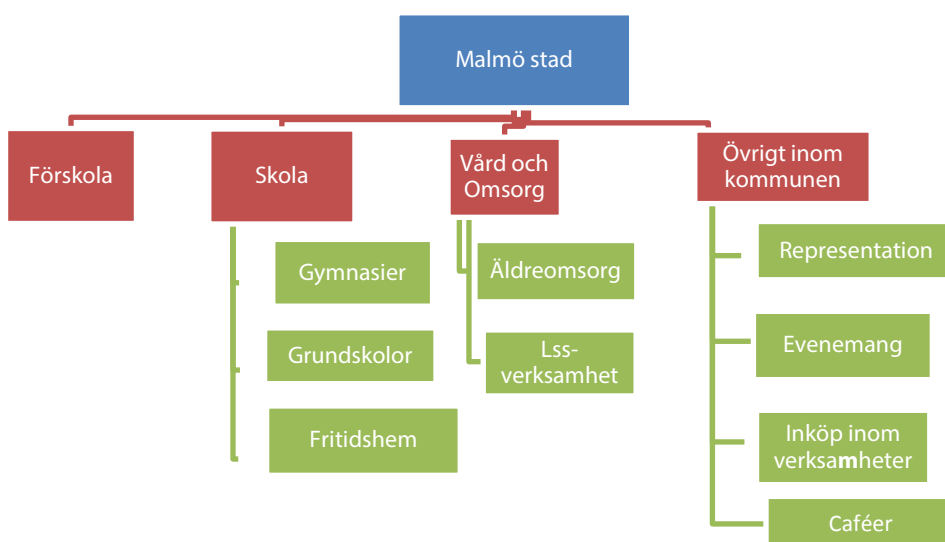 Malmö stad
Förskola
Skola
Vård och
Omsorg
Övrigt inom
kommunen
Gymnasier
Grundskolor
Fritidshem
Äldreomsorg
Lss-
verksamhet
Representation
Evenemang
Inköp inom
verksamheter
Caféer